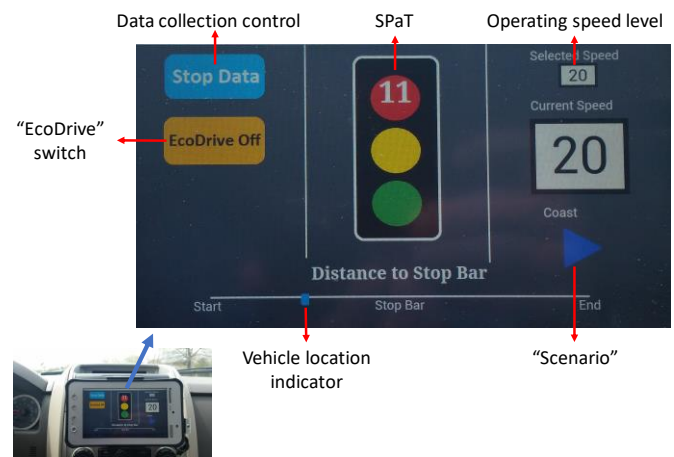 Data collection control
SPaT
Operating speed level
Stop Data
11
Selected Speed
20
Current Speed
"EcoDrive"
switch
EcoDrive Off
20
Coast
Distance to Stop Bar
Start
Stop Bar
End
Vehicle location
indicator
"Scenario"
20